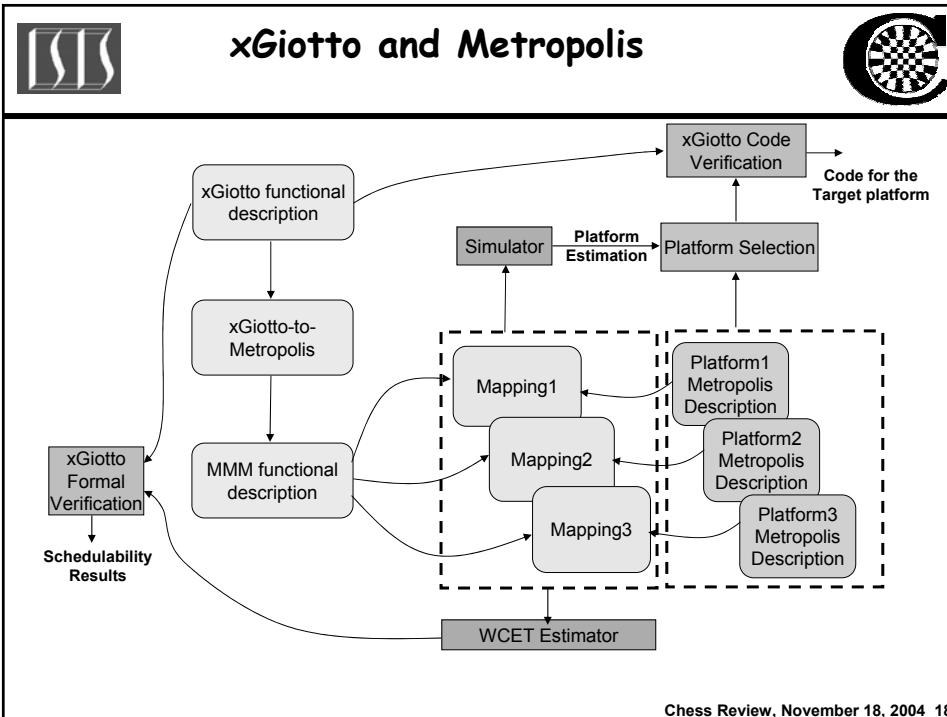 ISIS
xGiotto and Metropolis
xGiotto Code
Verification
Code for the
Target platform
xGiotto functional
description
Simulator
Platform
Estimation
Platform Selection
xGiotto-to-
Metropolis
Mapping1
Platform1
Metropolis
Description
xGiotto
Formal
Verification
MMM functional
description
Mapping2
Platform2
Metropolis
Description
Mapping3
Platform3
Metropolis
Description
Schedulability
Results
WCET Estimator
Chess Review, November 18, 2004 18